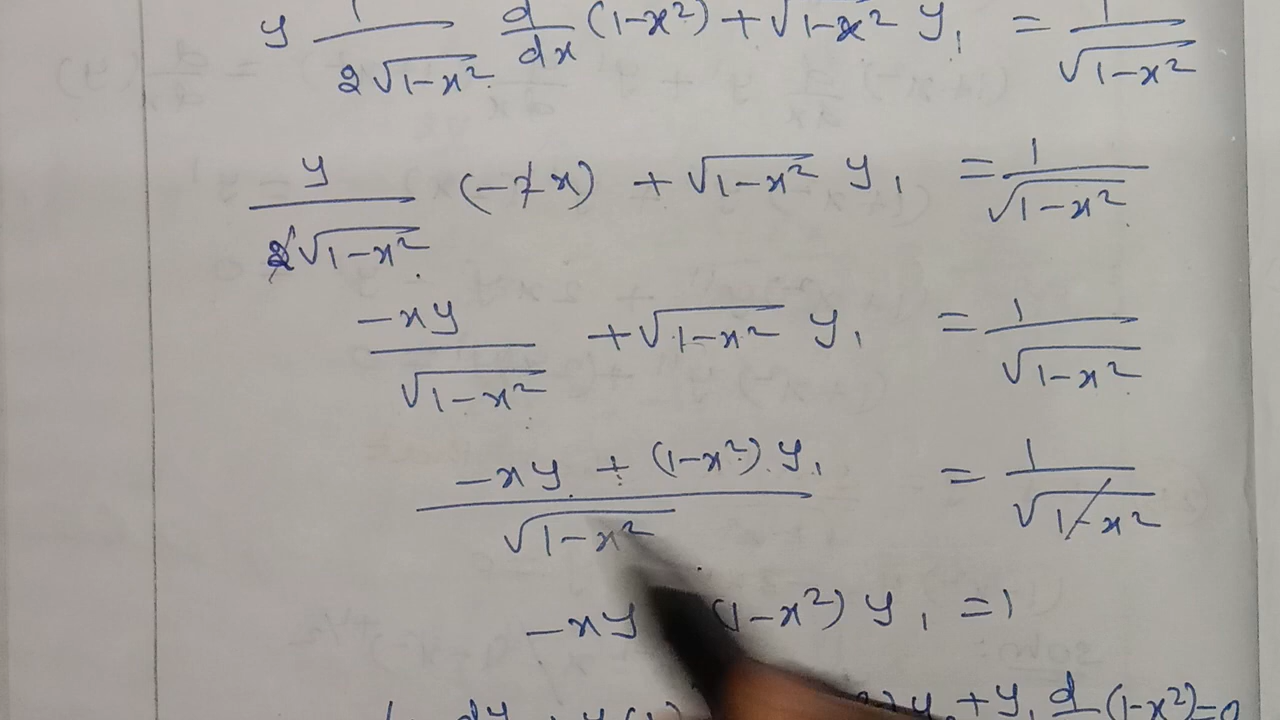 y 1/(2√(1-x²)) d/dx (1-x²) + √(1-x²) y₁ = 1/√(1-x²)
y/(2√(1-x²)) (-2x) + √(1-x²) y₁ = 1/√(1-x²)
-xy/√(1-x²) + √(1-x²) y₁ = 1/√(1-x²)
(-xy + (1-x²) y₁)/√(1-x²) = 1/√(1-x²)
-xy (1-x²) y₁ = 1
+ y₁ d (1-x²) = 0